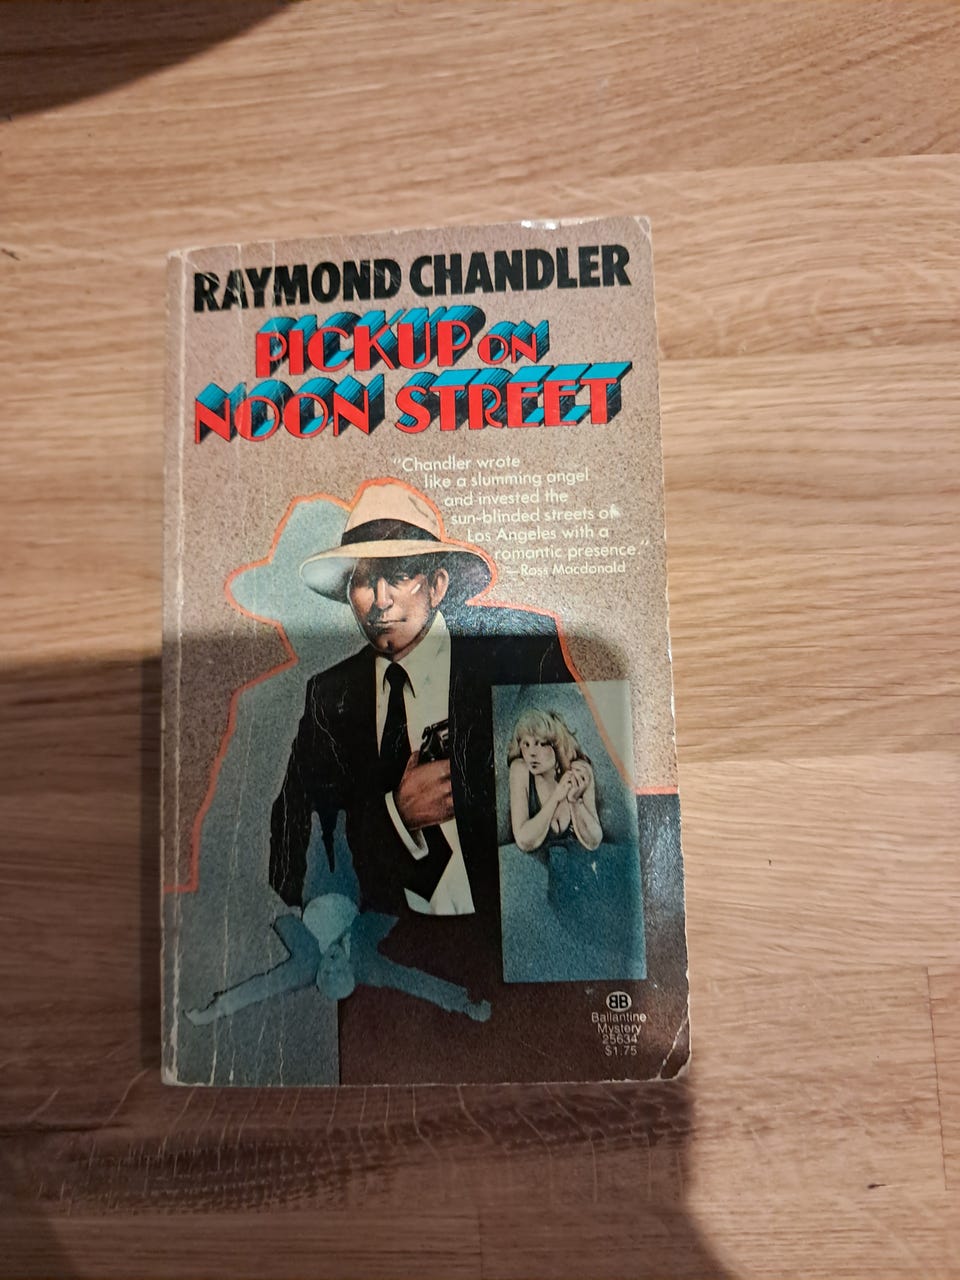 RAYMOND CHANDLER
PICKUP ON
NOON STREET
"Chandler wrote
like a slumming angel
and invested the
sun-blinded streets of
Los Angeles with a
romantic presence."
—Ross Macdonald
BB
Ballantine
Mystery
25634
$1.75